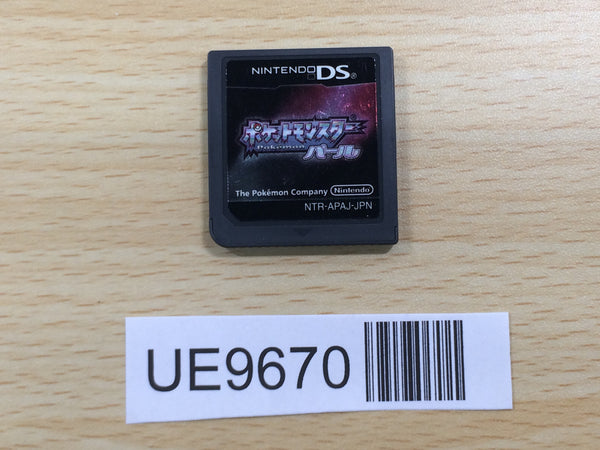 NINTENDO DS®
ポケットモンスター
Pokémon
パール
The Pokémon Company Nintendo
NTR-APAJ-JPN
UE9670